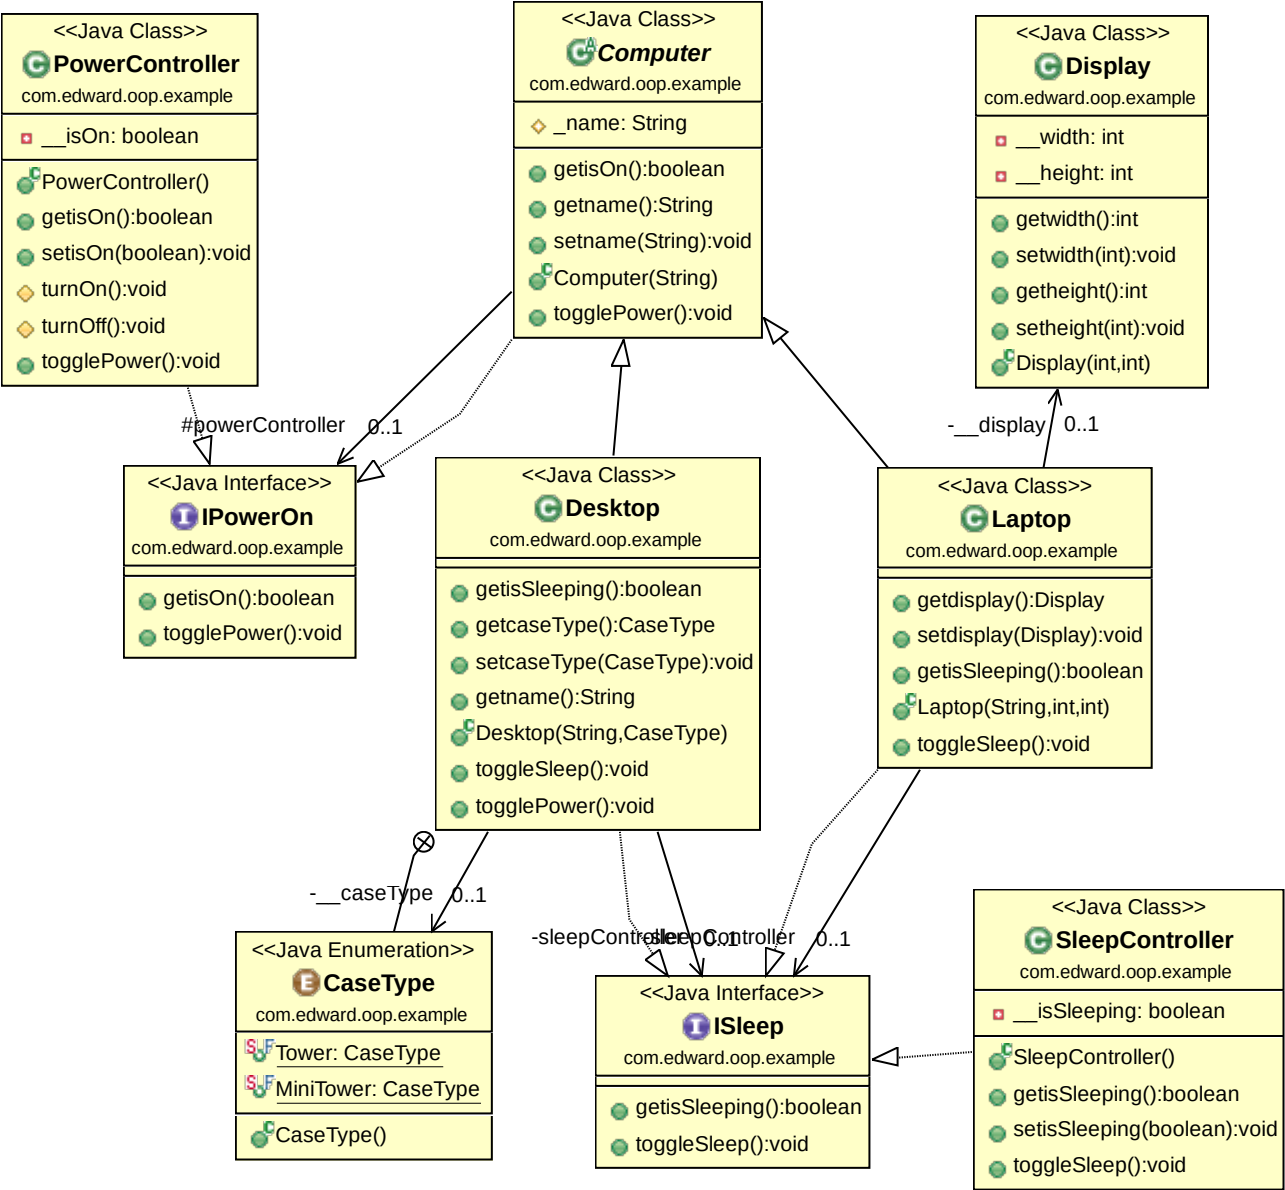 <<Java Class>>
PowerController
com.edward.oop.example
__isOn: boolean
PowerController()
getisOn():boolean
setisOn(boolean):void
turnOn():void
turnOff():void
togglePower():void
<<Java Class>>
Computer
com.edward.oop.example
_name: String
getisOn():boolean
getname():String
setname(String):void
Computer(String)
togglePower():void
<<Java Class>>
Display
com.edward.oop.example
__width: int
__height: int
getwidth():int
setwidth(int):void
getheight():int
setheight(int):void
Display(int,int)
#powerController 0..1
-__display 0..1
<<Java Interface>>
IPowerOn
com.edward.oop.example
getisOn():boolean
togglePower():void
<<Java Class>>
Desktop
com.edward.oop.example
getisSleeping():boolean
getcaseType():CaseType
setcaseType(CaseType):void
getname():String
Desktop(String,CaseType)
toggleSleep():void
togglePower():void
<<Java Class>>
Laptop
com.edward.oop.example
getdisplay():Display
setdisplay(Display):void
getisSleeping():boolean
Laptop(String,int,int)
toggleSleep():void
-__caseType 0..1
-sleepController 0..1
-sleepController 0..1
<<Java Enumeration>>
CaseType
com.edward.oop.example
Tower: CaseType
MiniTower: CaseType
CaseType()
<<Java Interface>>
ISleep
com.edward.oop.example
getisSleeping():boolean
toggleSleep():void
<<Java Class>>
SleepController
com.edward.oop.example
__isSleeping: boolean
SleepController()
getisSleeping():boolean
setisSleeping(boolean):void
toggleSleep():void